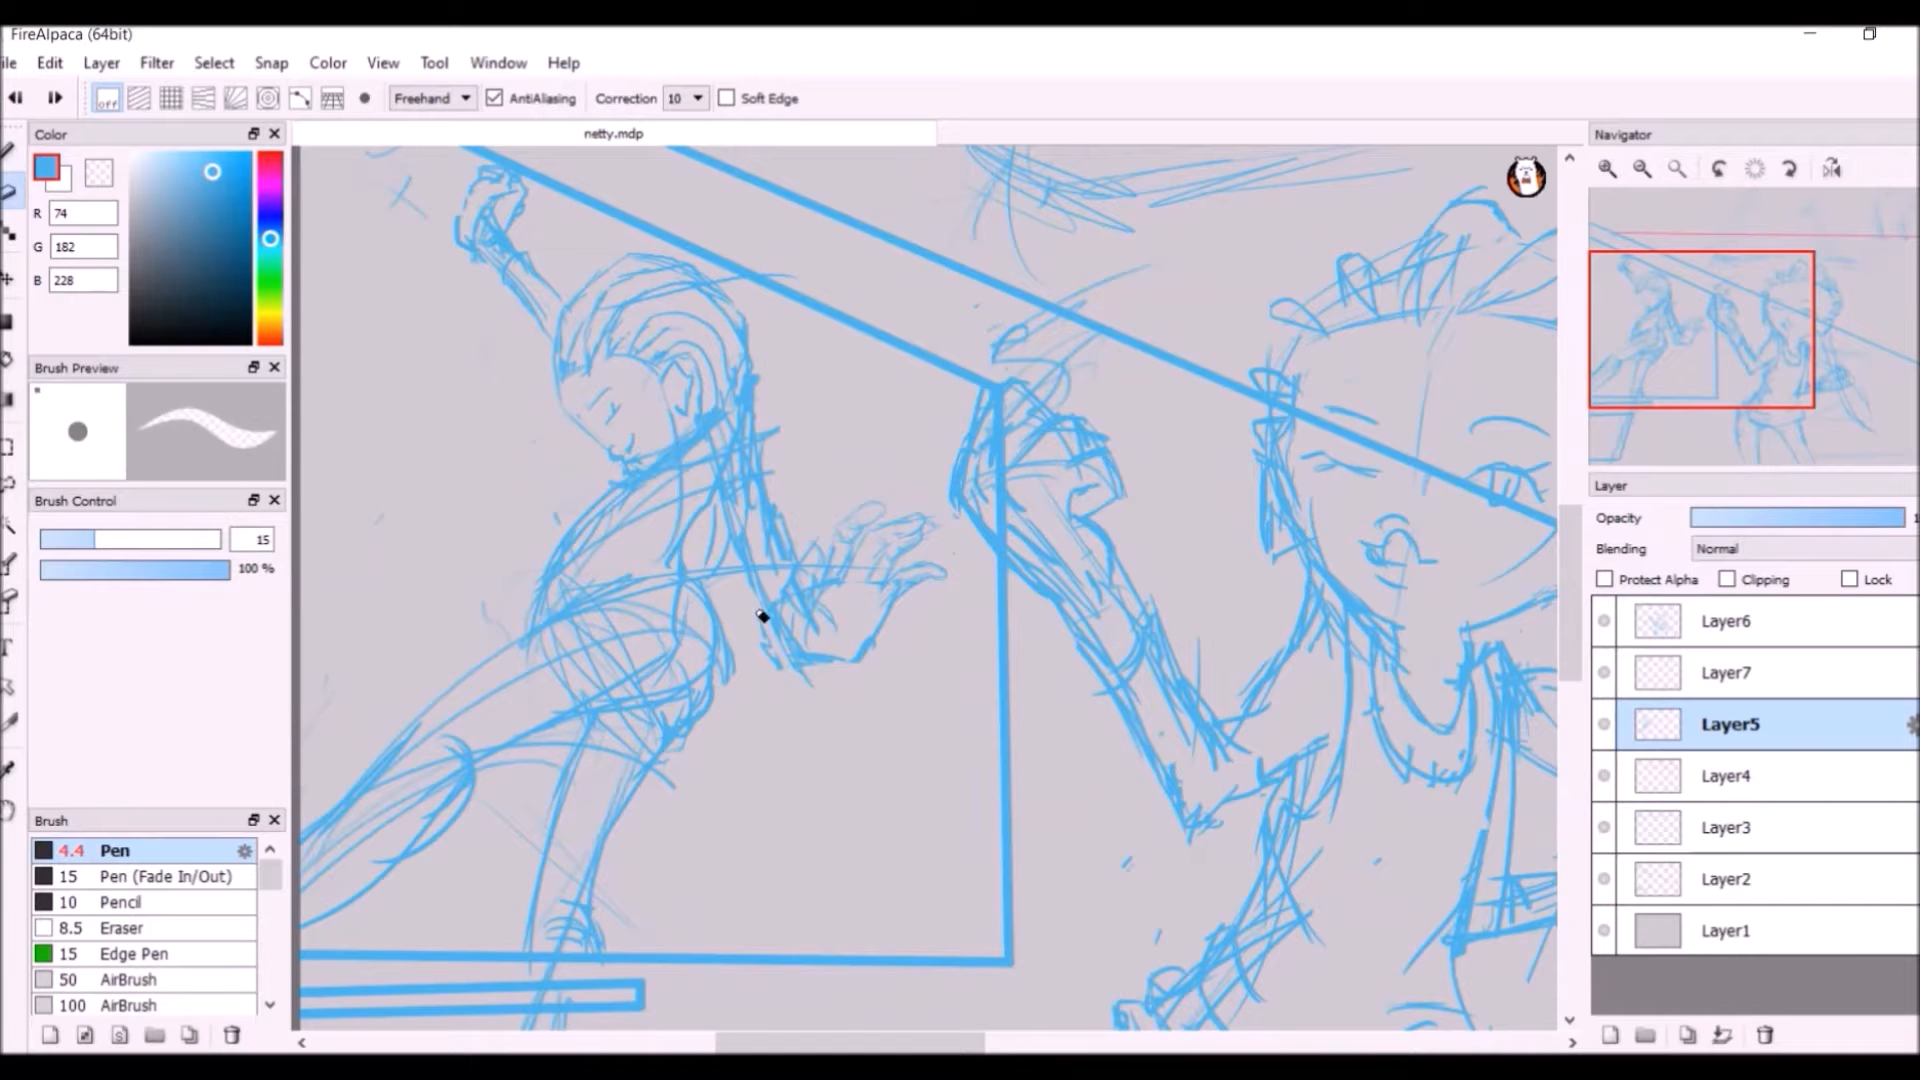 FireAlpaca (64bit)
ile Edit Layer Filter Select Snap Color View Tool Window Help
off Freehand AntiAliasing Correction 10 Soft Edge
Color
netty.mdp
Navigator
R 74
G 182
B 228
Brush Preview
Layer
Brush Control
Opacity 1
15
Blending Normal
100 %
Protect Alpha Clipping Lock
Layer6
Layer7
Layer5
Layer4
Layer3
Layer2
Layer1
Brush
4.4 Pen
15 Pen (Fade In/Out)
10 Pencil
8.5 Eraser
15 Edge Pen
50 AirBrush
100 AirBrush